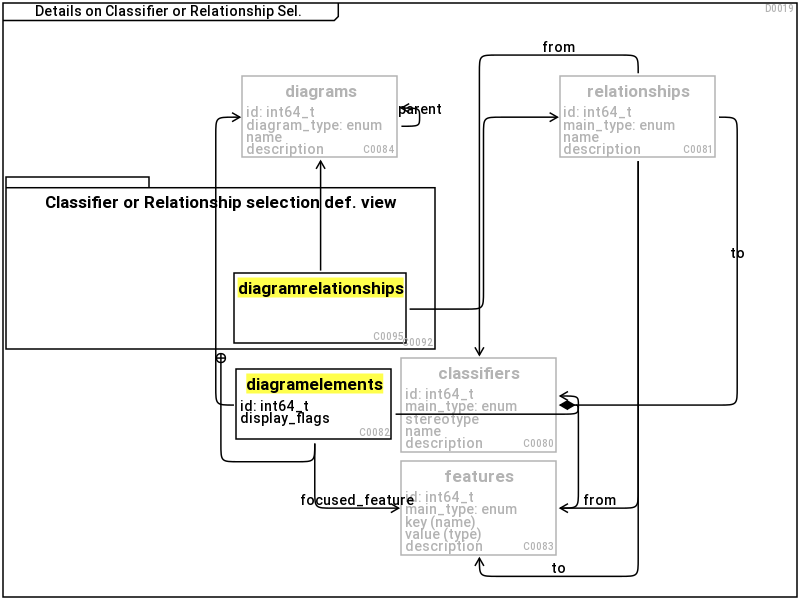 Details on Classifier or Relationship Sel.
D0019
from
diagrams
id: int64_t
diagram_type: enum
name
description
C0084
parent
relationships
id: int64_t
main_type: enum
name
description
C0081
Classifier or Relationship selection def. view
to
diagramrelationships
C0095
C0092
diagramelements
id: int64_t
display_flags
C0082
classifiers
id: int64_t
main_type: enum
stereotype
name
description
C0080
features
id: int64_t
main_type: enum
key (name)
value (type)
description
C0083
focused_feature
from
to